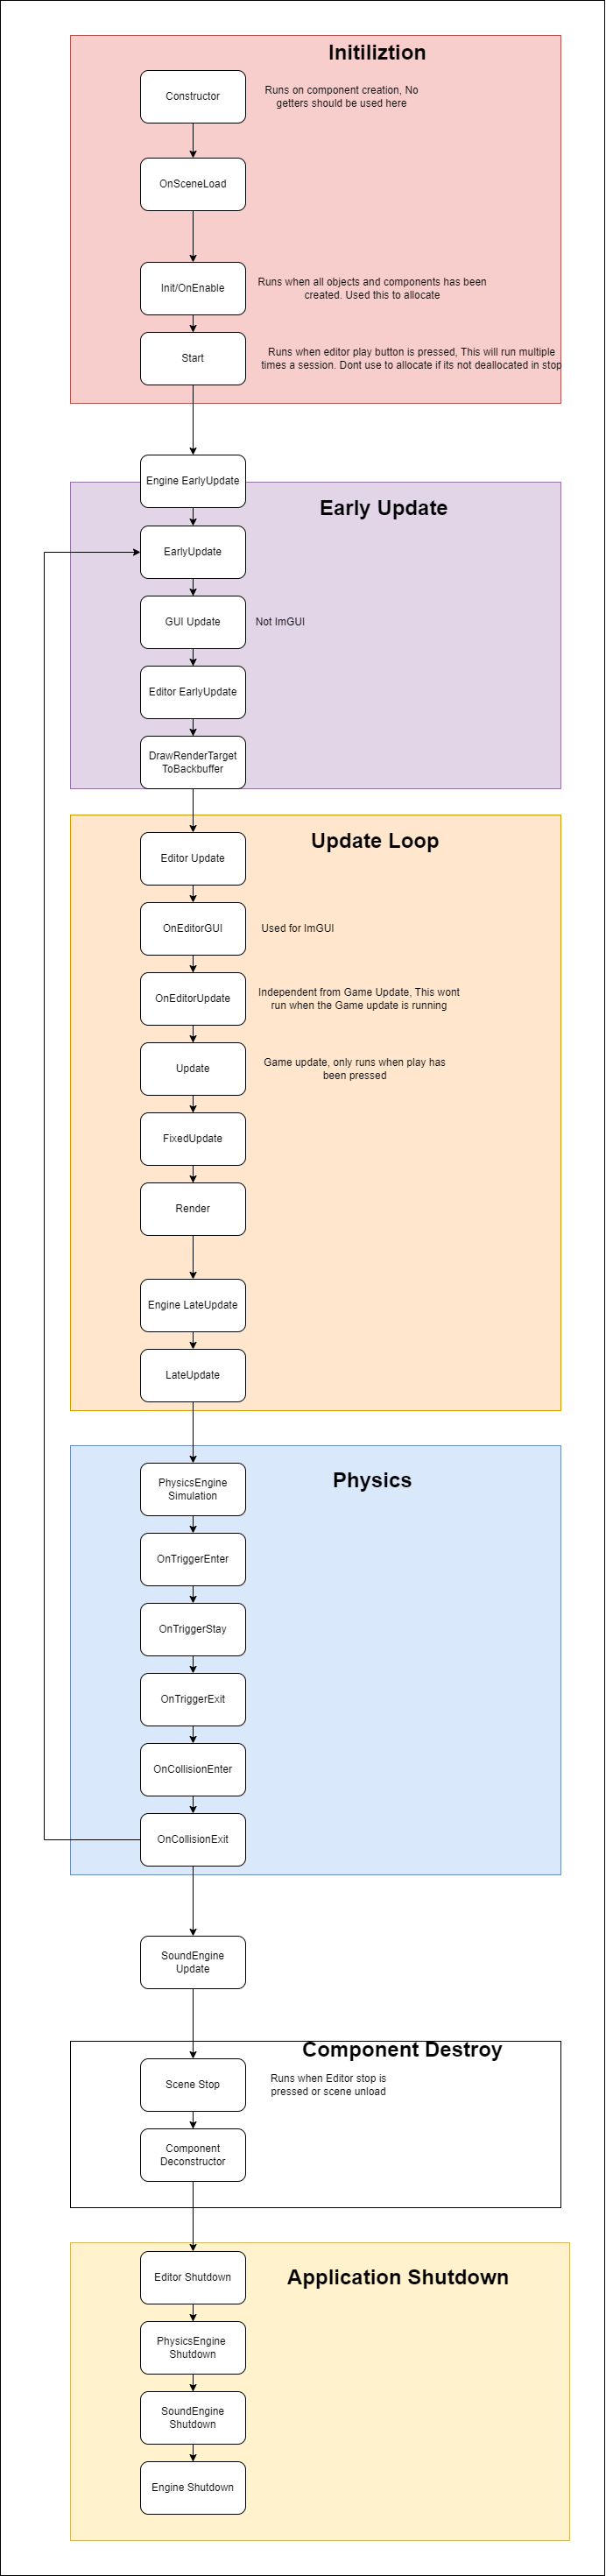 Initiliztion
Constructor
Runs on component creation, No
getters should be used here
OnSceneLoad
Init/OnEnable
Runs when all objects and components has been
created. Used this to allocate
Start
Runs when editor play button is pressed, This will run multiple
times a session. Dont use to allocate if its not deallocated in stop
Engine EarlyUpdate
Early Update
EarlyUpdate
GUI Update
Not ImGUI
Editor EarlyUpdate
DrawRenderTarget
ToBackbuffer
Update Loop
Editor Update
OnEditorGUI
Used for ImGUI
OnEditorUpdate
Independent from Game Update, This wont
run when the Game update is running
Update
Game update, only runs when play has
been pressed
FixedUpdate
Render
Engine LateUpdate
LateUpdate
Physics
PhysicsEngine
Simulation
OnTriggerEnter
OnTriggerStay
OnTriggerExit
OnCollisionEnter
OnCollisionExit
SoundEngine
Update
Component Destroy
Scene Stop
Runs when Editor stop is
pressed or scene unload
Component
Deconstructor
Application Shutdown
Editor Shutdown
PhysicsEngine
Shutdown
SoundEngine
Shutdown
Engine Shutdown